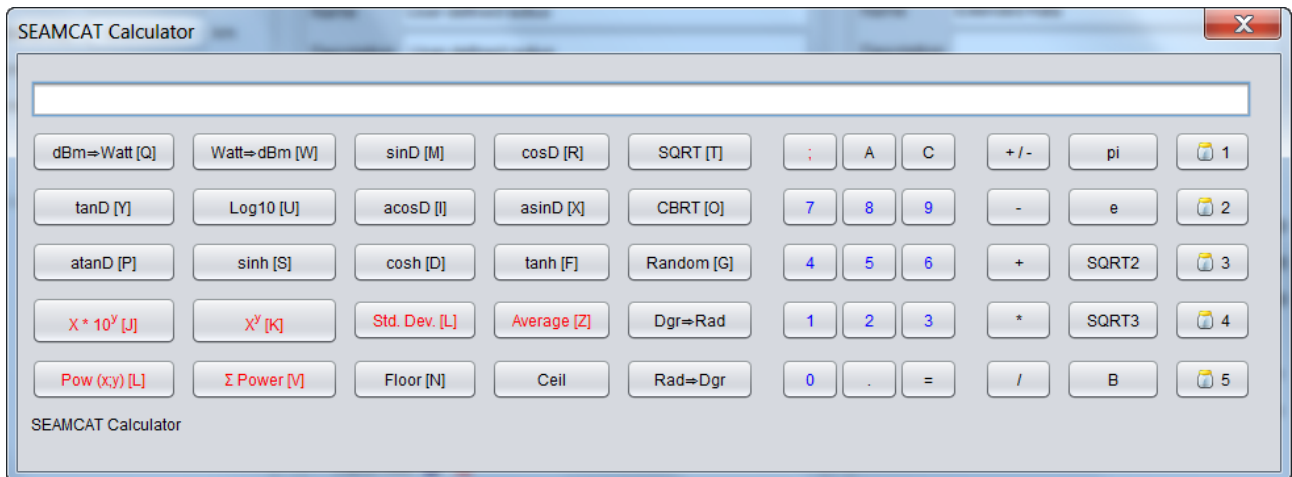 SEAMCAT Calculator
dBm⇒Watt [Q] Watt⇒dBm [W] sinD [M] cosD [R] SQRT [T] ; A C + / - pi 1
tanD [Y] Log10 [U] acosD [I] asinD [X] CBRT [O] 7 8 9 - e 2
atanD [P] sinh [S] cosh [D] tanh [F] Random [G] 4 5 6 + SQRT2 3
X * 10^y [J] X^y [K] Std. Dev. [L] Average [Z] Dgr⇒Rad 1 2 3 * SQRT3 4
Pow (x;y) [L] Σ Power [V] Floor [N] Ceil Rad⇒Dgr 0 . = / B 5
SEAMCAT Calculator